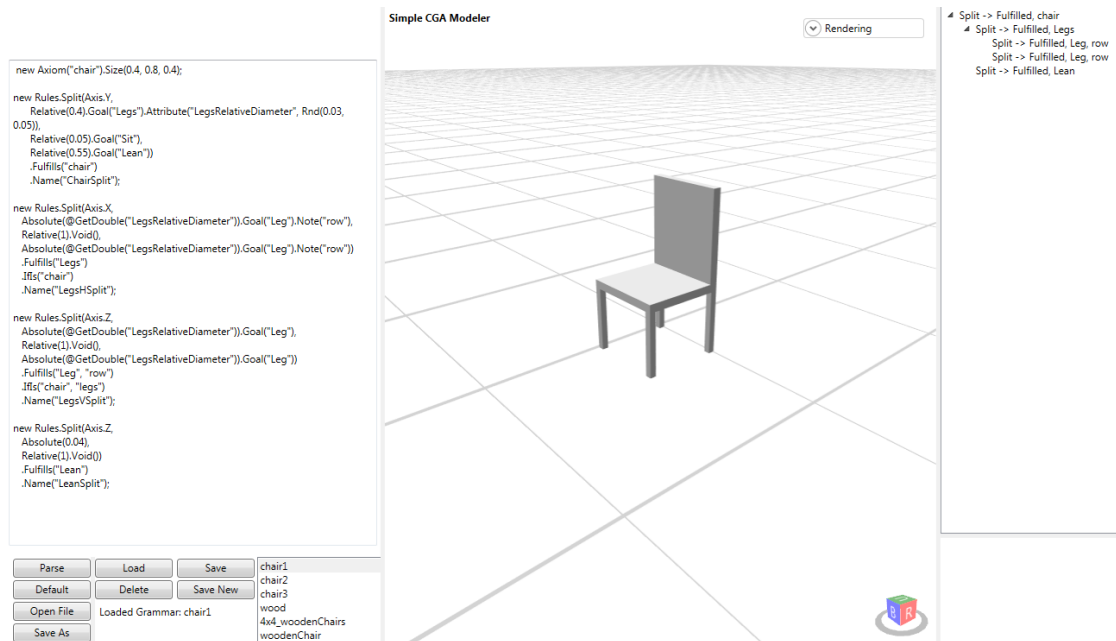 Simple CGA Modeler
Rendering
new Axiom("chair").Size(0.4, 0.8, 0.4);
new Rules.Split(Axis.Y,
Relative(0.4).Goal("Legs").Attribute("LegsRelativeDiameter", Rnd(0.03,
0.05)),
Relative(0.05).Goal("Sit"),
Relative(0.55).Goal("Lean"))
.Fulfills("chair")
.Name("ChairSplit");
new Rules.Split(Axis.X,
Absolute(@GetDouble("LegsRelativeDiameter")).Goal("Leg").Note("row"),
Relative(1).Void(),
Absolute(@GetDouble("LegsRelativeDiameter")).Goal("Leg").Note("row"))
.Fulfills("Legs")
.IfIs("chair")
.Name("LegsHSplit");
new Rules.Split(Axis.Z,
Absolute(@GetDouble("LegsRelativeDiameter")).Goal("Leg"),
Relative(1).Void(),
Absolute(@GetDouble("LegsRelativeDiameter")).Goal("Leg"))
.Fulfills("Leg", "row")
.IfIs("chair", "legs")
.Name("LegsVSplit");
new Rules.Split(Axis.Z,
Absolute(0.04),
Relative(1).Void())
.Fulfills("Lean")
.Name("LeanSplit");
Parse
Load
Save
Default
Delete
Save New
Open File
Loaded Grammar: chair1
Save As
chair1
chair2
chair3
wood
4x4_woodenChairs
woodenChair
Split -> Fulfilled, chair
Split -> Fulfilled, Legs
Split -> Fulfilled, Leg, row
Split -> Fulfilled, Leg, row
Split -> Fulfilled, Lean
B
R